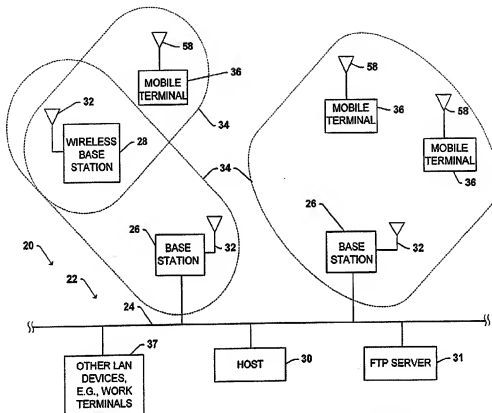 58
MOBILE
TERMINAL
36
34
32
WIRELESS
BASE
STATION
28
58
MOBILE
TERMINAL
36
58
MOBILE
TERMINAL
36
34
26
BASE
STATION
32
26
BASE
STATION
32
20
22
24
37
OTHER LAN
DEVICES,
E.G., WORK
TERMINALS
HOST
30
FTP SERVER
31